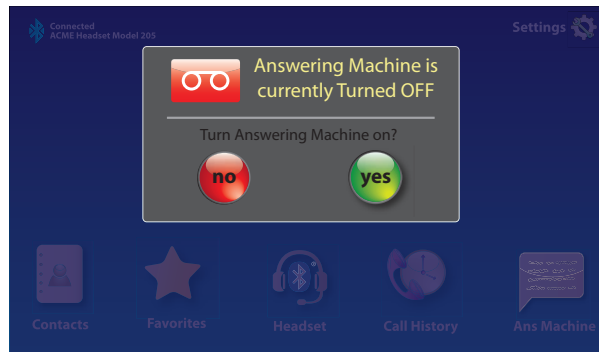 Connected
ACME Headset Model 205
Settings
Answering Machine is
currently Turned OFF
Turn Answering Machine on?
no
yes
Contacts
Favorites
Headset
Call History
Ans Machine